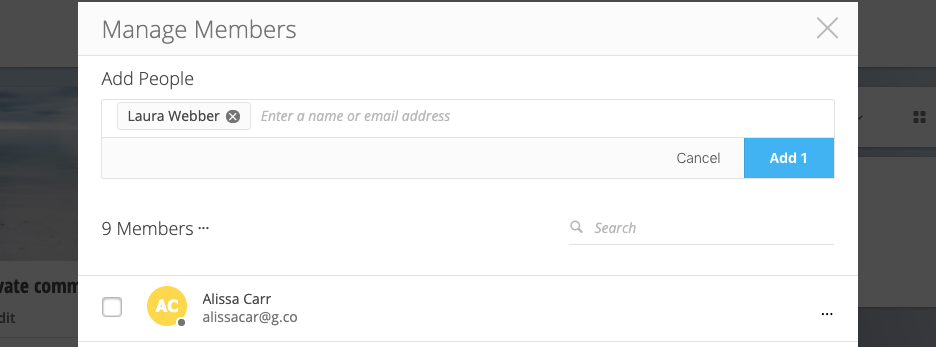 Manage Members
Add People
Laura Webber Enter a name or email address
Cancel Add 1
9 Members ··· Search
AC Alissa Carr
alissacar@g.co
...
vate comm
dit